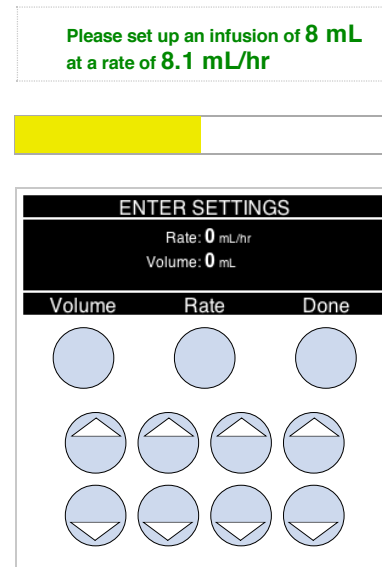 Please set up an infusion of 8 mL
at a rate of 8.1 mL/hr
ENTER SETTINGS
Rate: 0 mL/hr
Volume: 0 mL
Volume Rate Done